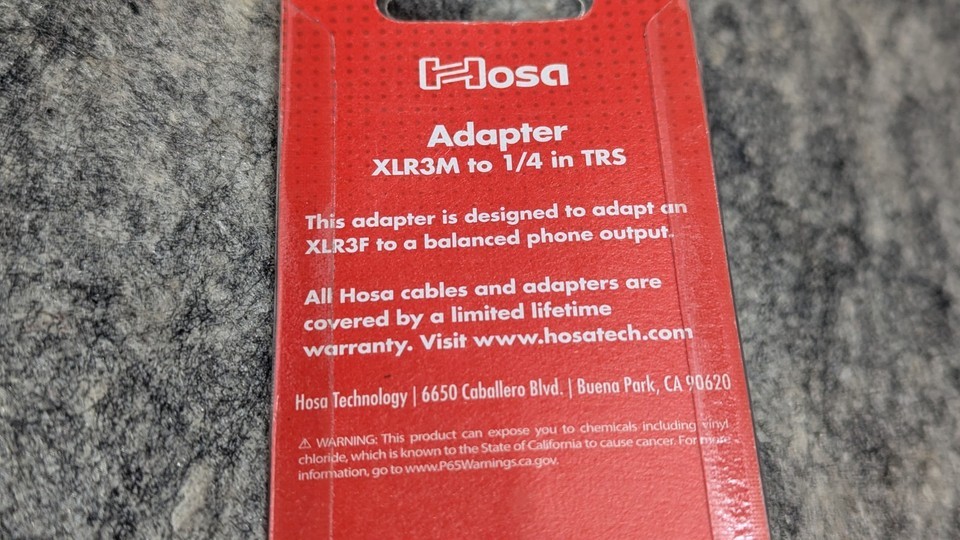 Hosa
Adapter
XLR3M to 1/4 in TRS
This adapter is designed to adapt an
XLR3F to a balanced phone output.
All Hosa cables and adapters are
covered by a limited lifetime
warranty. Visit www.hosatech.com
Hosa Technology | 6650 Caballero Blvd. | Buena Park, CA 90620
⚠ WARNING: This product can expose you to chemicals including vinyl
chloride, which is known to the State of California to cause cancer. For more
information, go to www.P65Warnings.ca.gov.